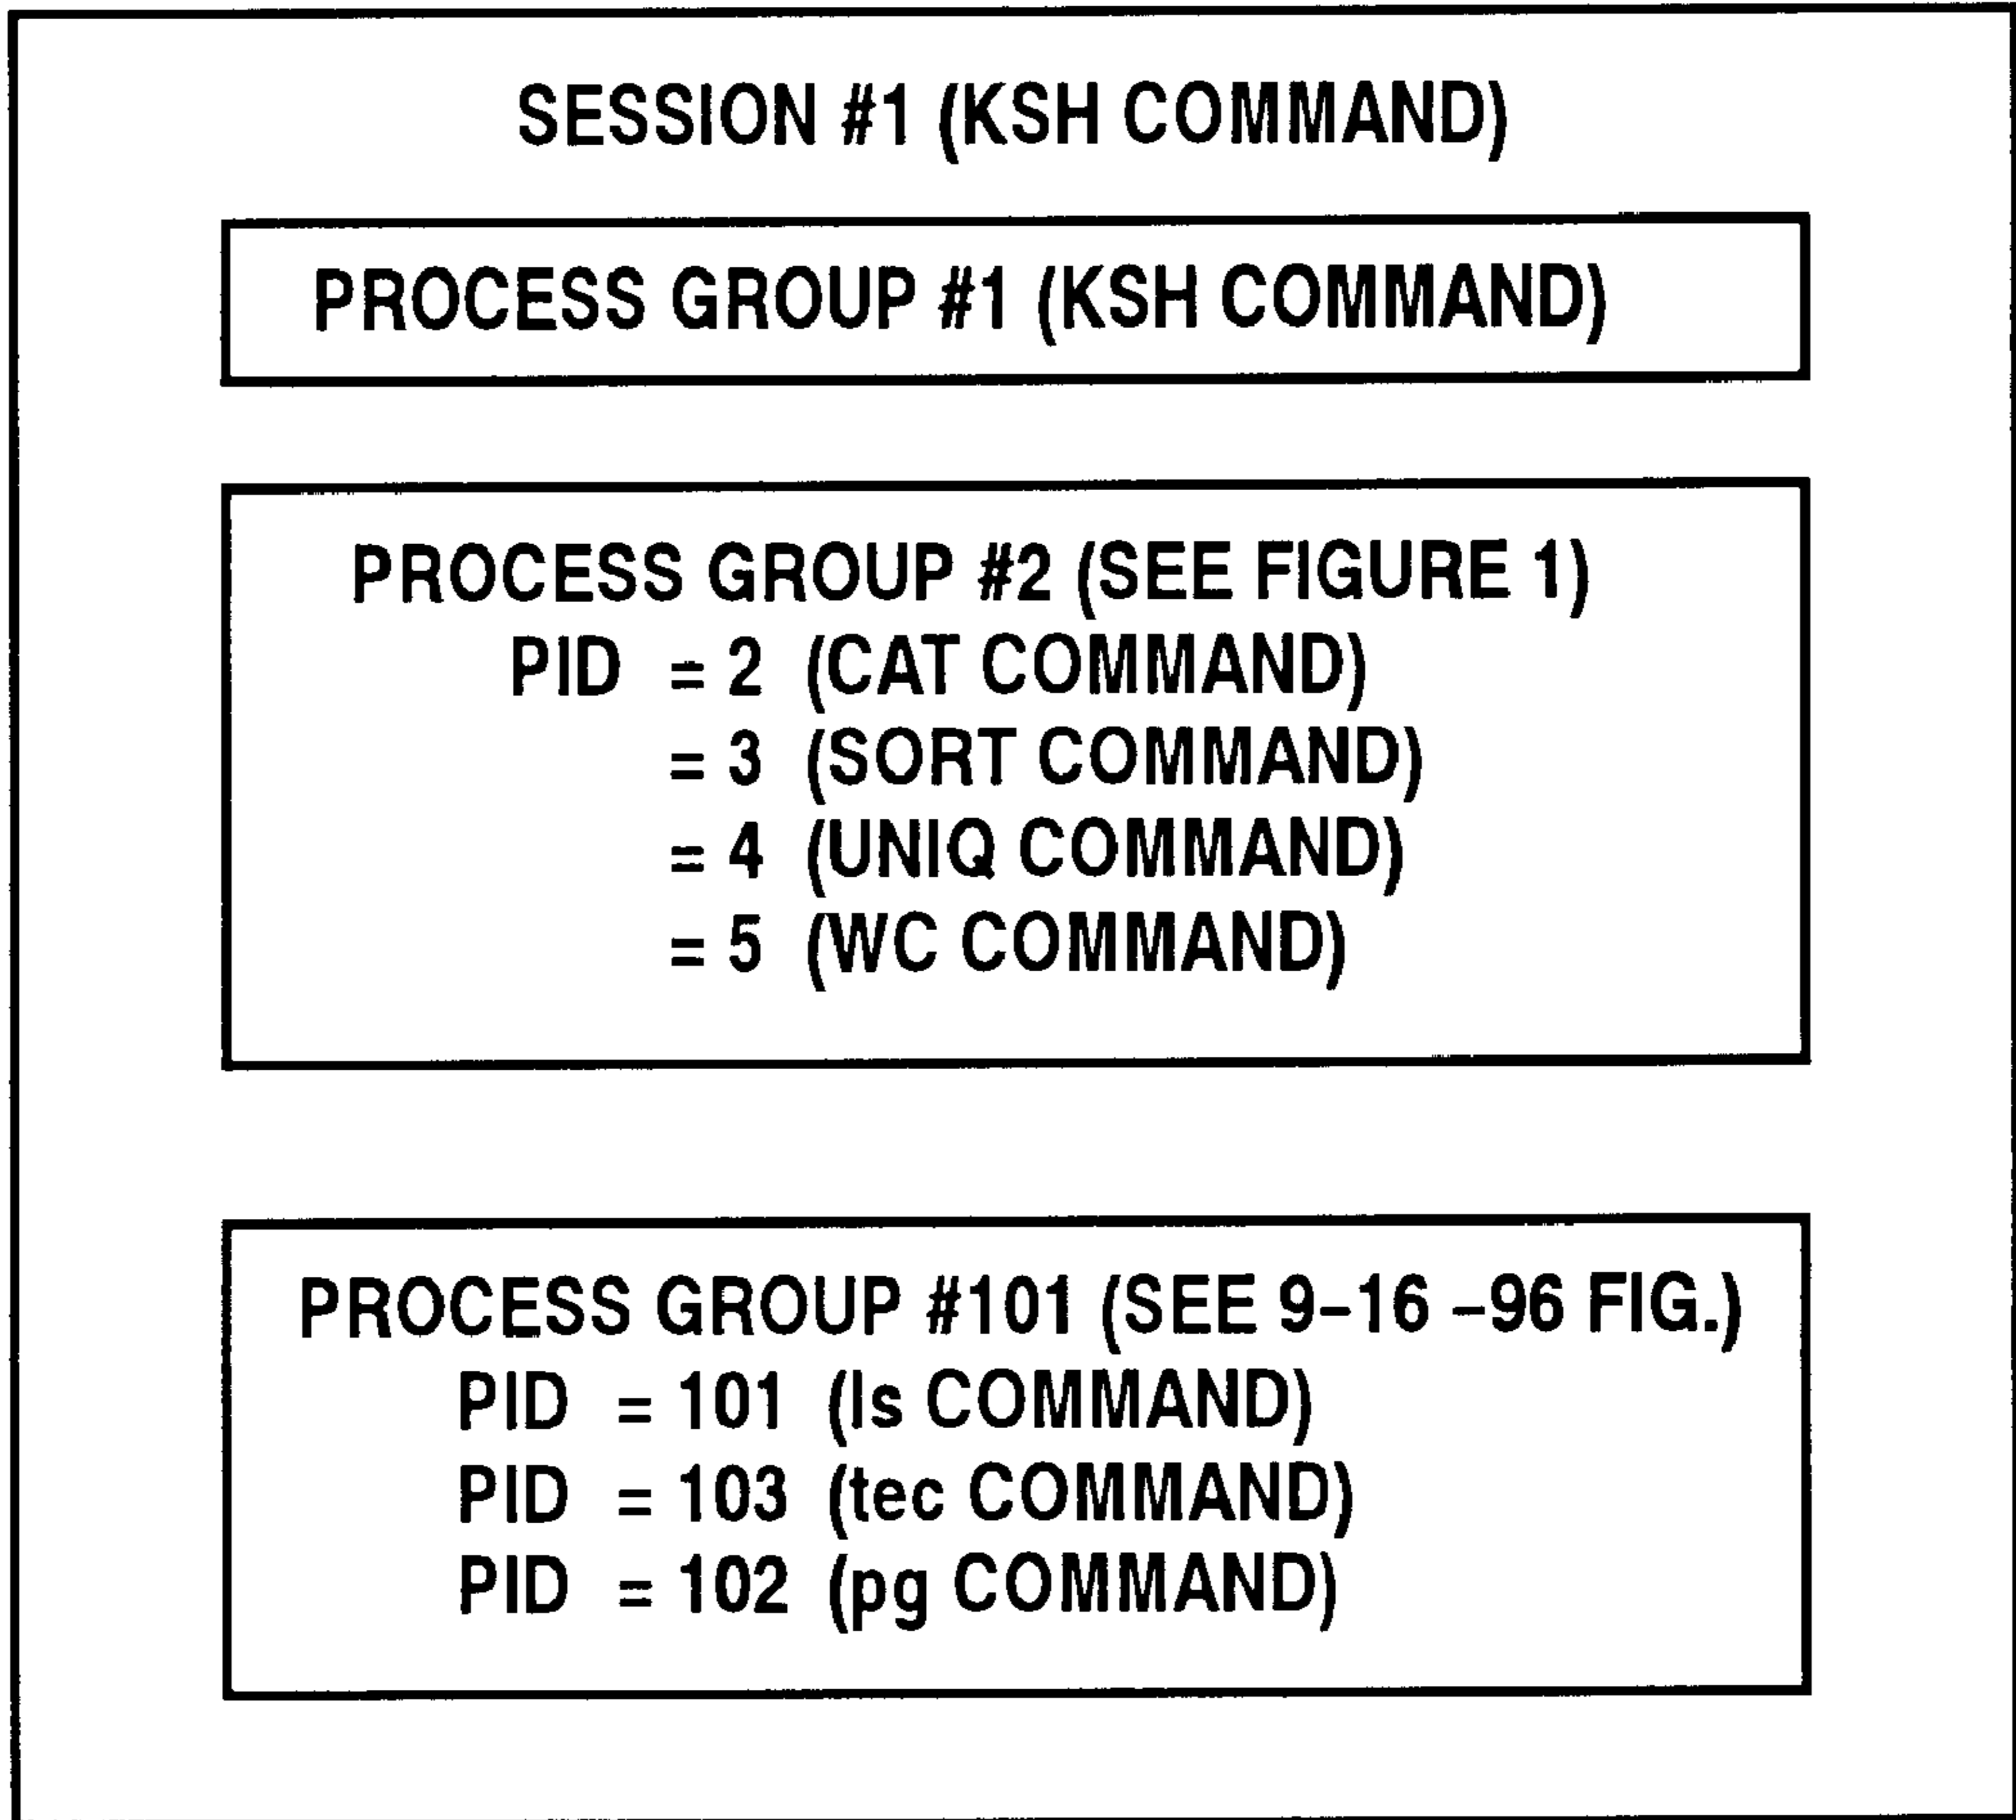 SESSION #1 (KSH COMMAND)
PROCESS GROUP #1 (KSH COMMAND)
PROCESS GROUP #2 (SEE FIGURE 1)
PID = 2 (CAT COMMAND)
= 3 (SORT COMMAND)
= 4 (UNIQ COMMAND)
= 5 (WC COMMAND)
PROCESS GROUP #101 (SEE 9–16 –96 FIG.)
PID = 101 (ls COMMAND)
PID = 103 (tec COMMAND)
PID = 102 (pg COMMAND)